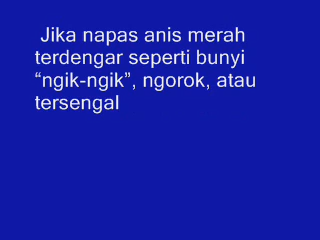 Jika napas anis merah
terdengar seperti bunyi
“ngik-ngik”, ngorok, atau
tersengal